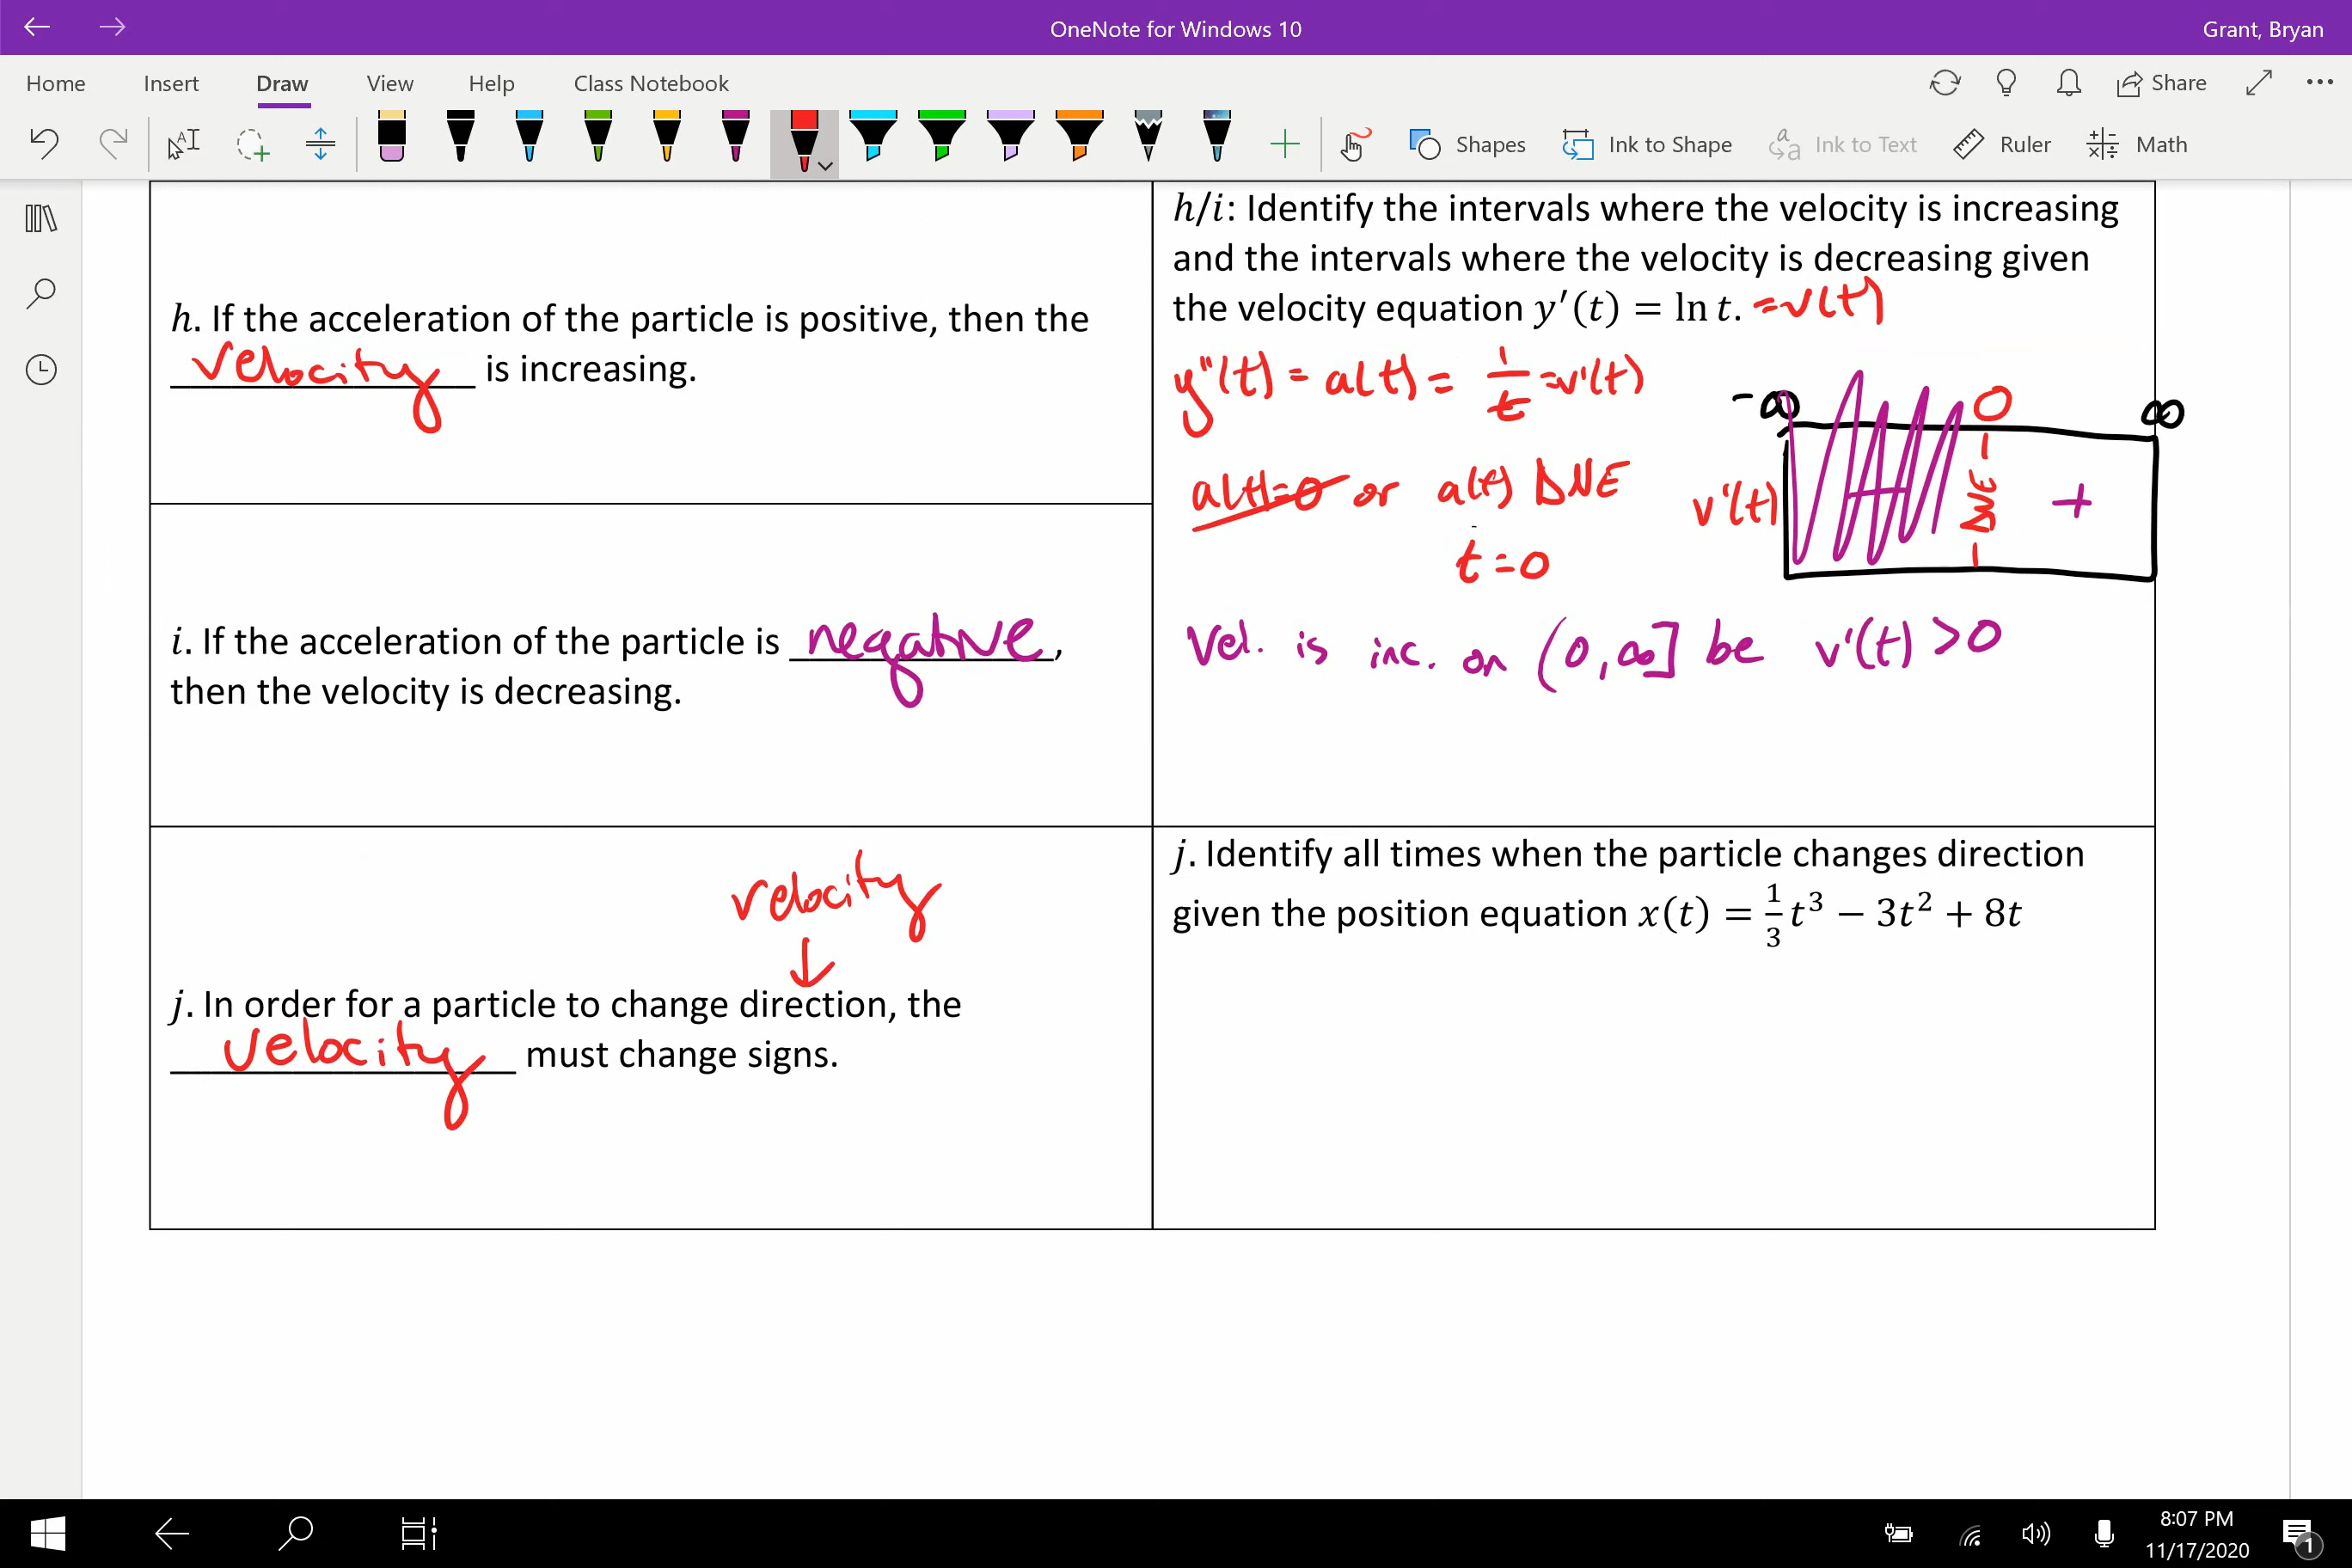 OneNote for Windows 10
Grant, Bryan
Home Insert Draw View Help Class Notebook
Share
Shapes Ink to Shape Ink to Text Ruler Math
h. If the acceleration of the particle is positive, then the
velocity is increasing.
h/i: Identify the intervals where the velocity is increasing
and the intervals where the velocity is decreasing given
the velocity equation y′(t) = ln t. =v(t)
y"(t) = a(t) = 1/t = v'(t)
a(t)=0 or a(t) DNE
t=0
-∞ 0 ∞
v'(t) DNE +
Vel. is inc. on (0,∞] bc v'(t) >0
i. If the acceleration of the particle is negative,
then the velocity is decreasing.
velocity
↓
j. In order for a particle to change direction, the
velocity must change signs.
j. Identify all times when the particle changes direction
given the position equation x(t) = 1/3 t³ − 3t² + 8t
8:07 PM
11/17/2020
1